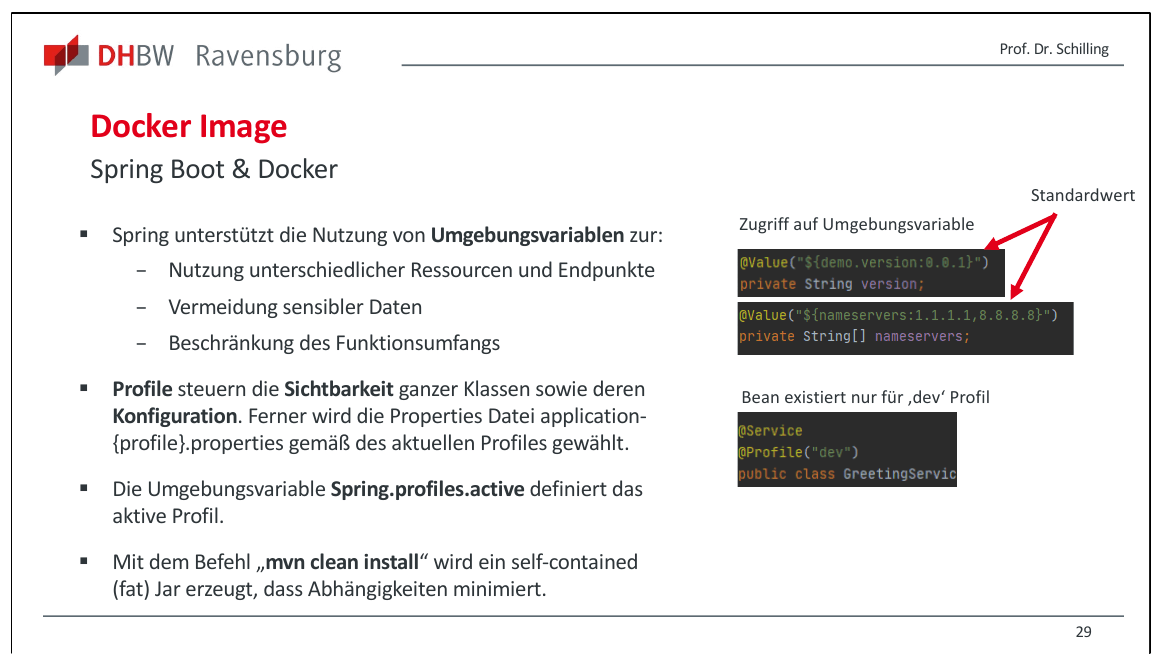 DHBW Ravensburg
Prof. Dr. Schilling
Docker Image
Spring Boot & Docker
▪ Spring unterstützt die Nutzung von Umgebungsvariablen zur:
– Nutzung unterschiedlicher Ressourcen und Endpunkte
– Vermeidung sensibler Daten
– Beschränkung des Funktionsumfangs
▪ Profile steuern die Sichtbarkeit ganzer Klassen sowie deren
Konfiguration. Ferner wird die Properties Datei application-
{profile}.properties gemäß des aktuellen Profiles gewählt.
▪ Die Umgebungsvariable Spring.profiles.active definiert das
aktive Profil.
▪ Mit dem Befehl „mvn clean install“ wird ein self-contained
(fat) Jar erzeugt, dass Abhängigkeiten minimiert.
Standardwert
Zugriff auf Umgebungsvariable
@Value("${demo.version:0.0.1}")
private String version;
@Value("${nameservers:1.1.1.1,8.8.8.8}")
private String[] nameservers;
Bean existiert nur für ‚dev‘ Profil
@Service
@Profile("dev")
public class GreetingServic
29